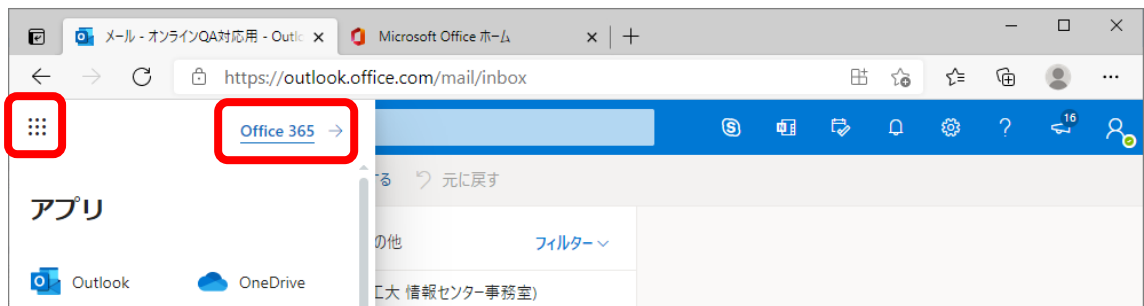 メール - オンラインQA対応用 - Outlo
Microsoft Office ホーム
https://outlook.office.com/mail/inbox
Office 365 →
16
る 元に戻す
アプリ
の他 フィルター
Outlook OneDrive
工大 情報センター事務室)